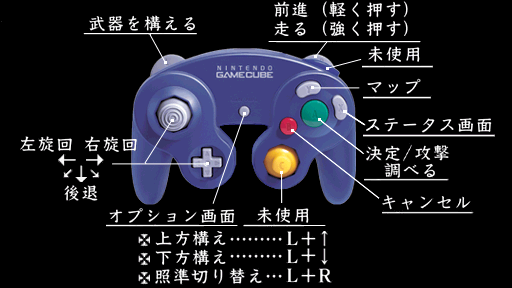 武器を構える
前進（軽く押す）
走る（強く押す）
未使用
NINTENDO
GAMECUBE
マップ
ステータス画面
左旋回 右旋回
決定/攻撃
調べる
後退
キャンセル
オプション画面
未使用
上方構え………L＋↑
下方構え………L＋↓
照準切り替え…L＋R